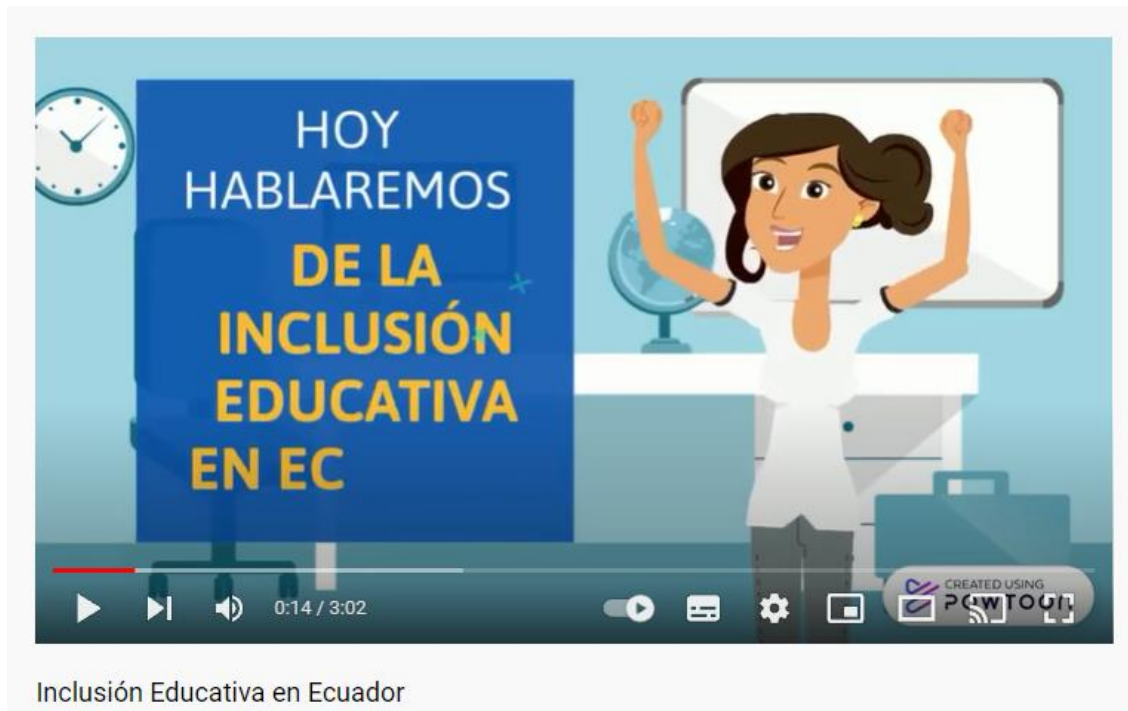 HOY
HABLAREMOS
DE LA
INCLUSIÓN
EDUCATIVA
EN EC
0:14 / 3:02
CREATED USING
POWTOON
Inclusión Educativa en Ecuador